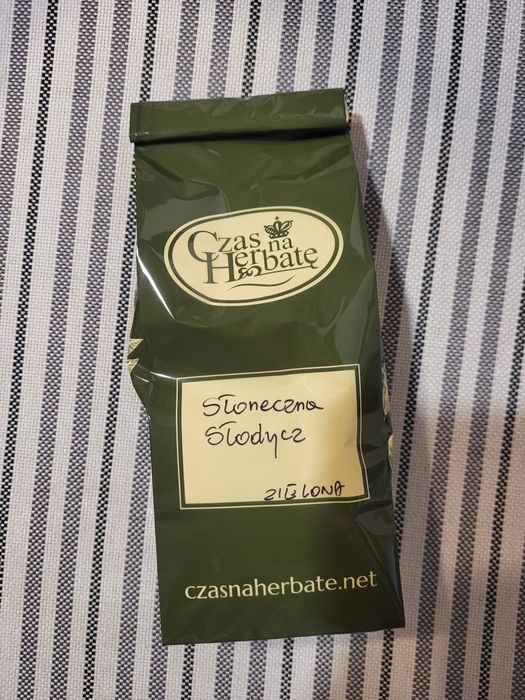 Czas na
Herbatę
Słoneczna
Słodycz
ZIELONA
czasnaherbate.net